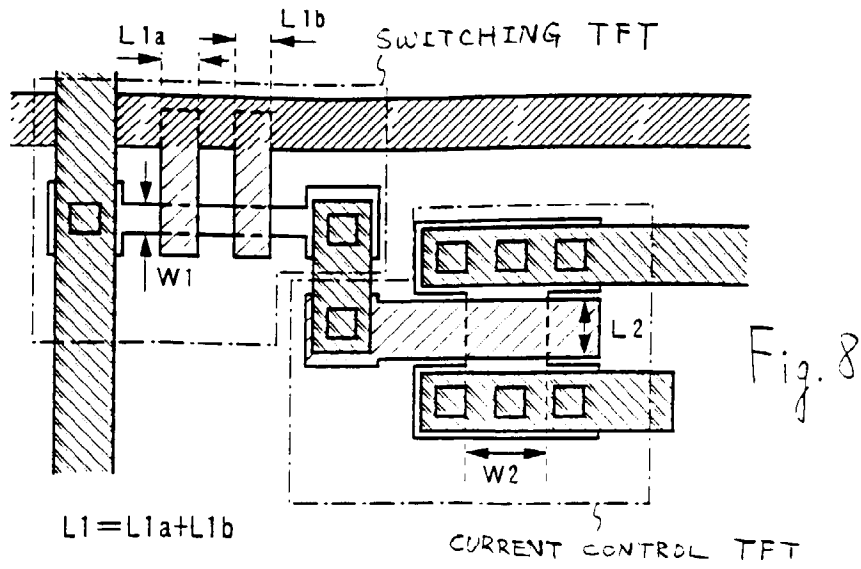 L1a
L1b
SWITCHING TFT
W1
L2
Fig. 8
W2
L1=L1a+L1b
CURRENT CONTROL TFT